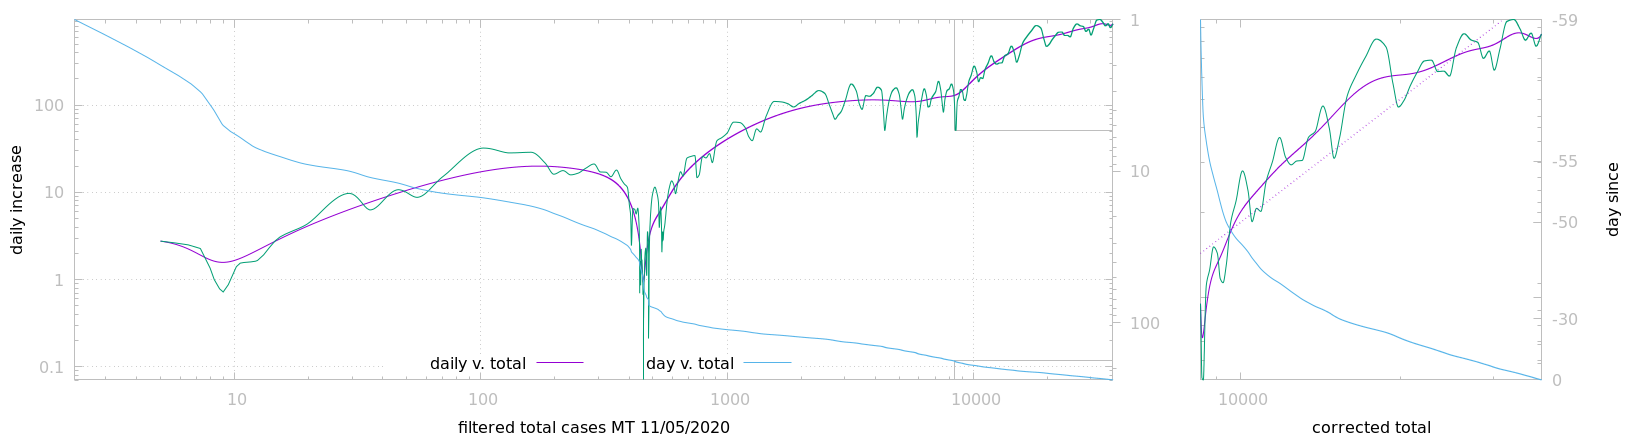 1
-59
100
10
-55
10
-50
daily increase
day since
1
100
-30
0.1
daily v. total
day v. total
0
10
100
1000
10000
10000
filtered total cases MT 11/05/2020
corrected total